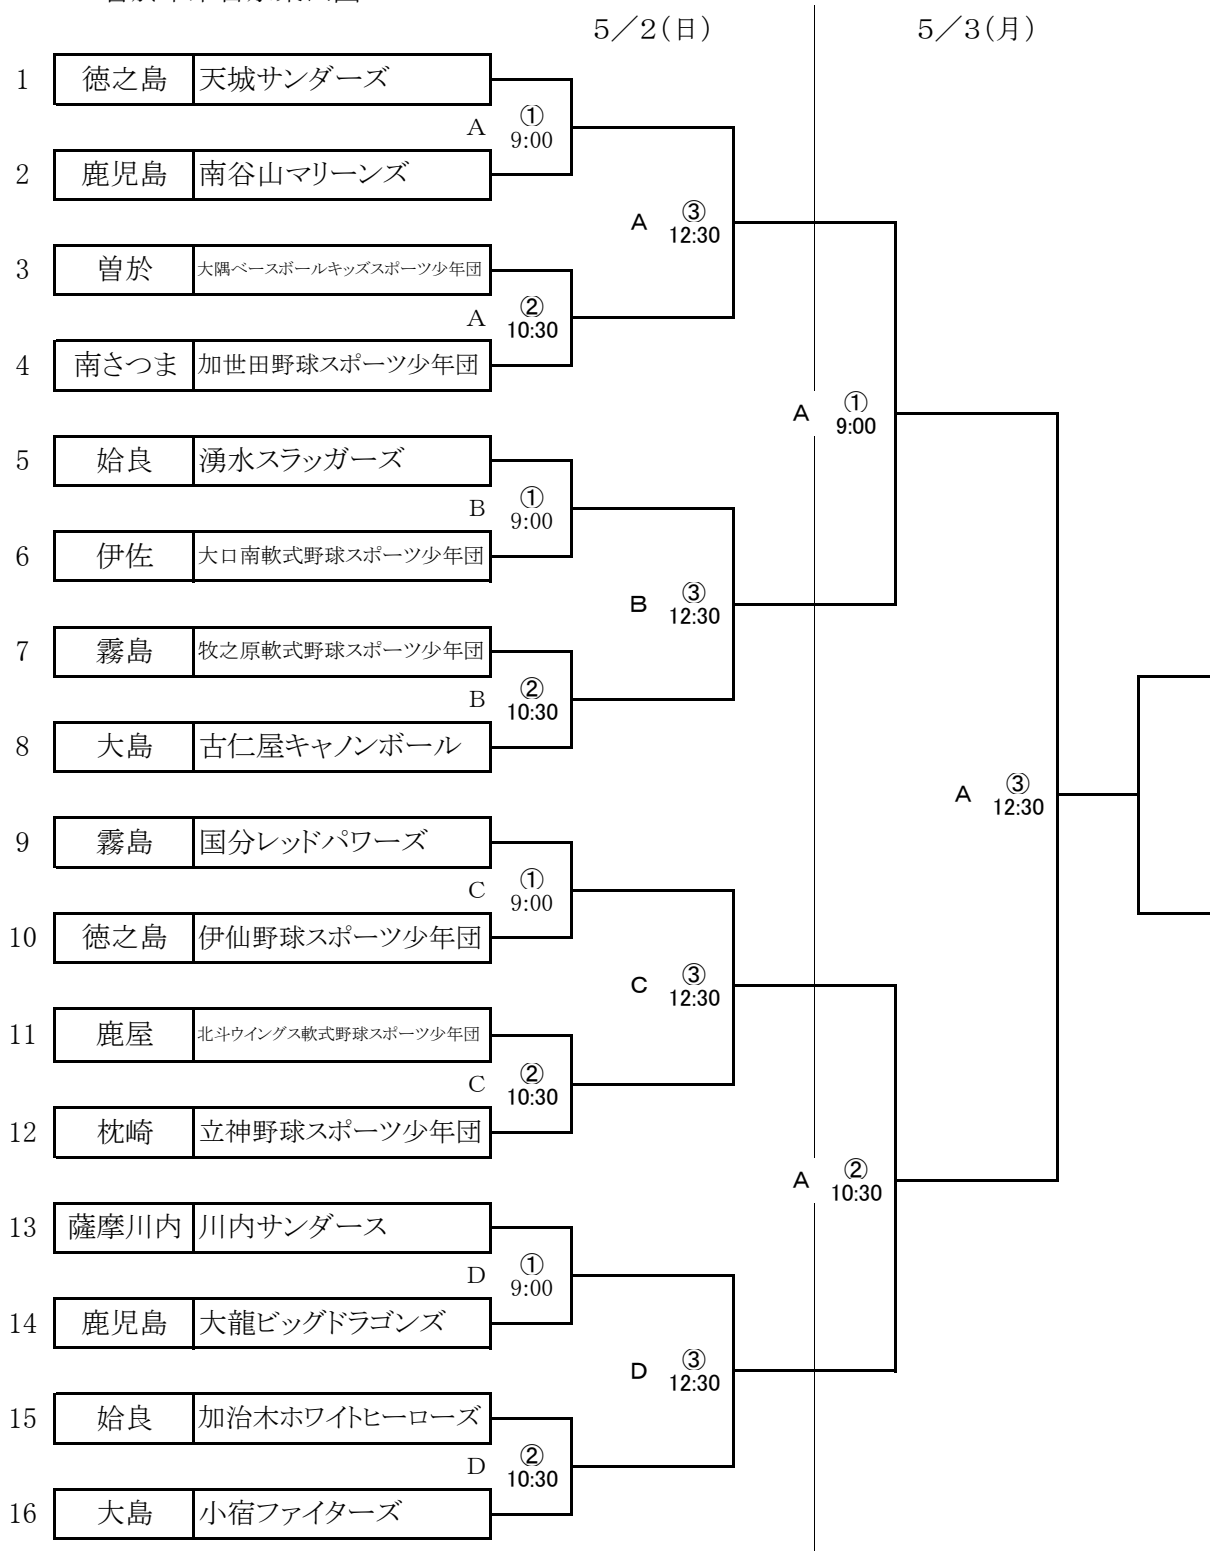 5／2(日)
5／3(月)
1 徳之島 天城サンダーズ
A ① 9:00
2 鹿児島 南谷山マリーンズ
A ③ 12:30
3 曽於 大隅ベースボールキッズスポーツ少年団
A ② 10:30
4 南さつま 加世田野球スポーツ少年団
A ① 9:00
5 姶良 湧水スラッガーズ
B ① 9:00
6 伊佐 大口南軟式野球スポーツ少年団
B ③ 12:30
7 霧島 牧之原軟式野球スポーツ少年団
B ② 10:30
8 大島 古仁屋キャノンボール
A ③ 12:30
9 霧島 国分レッドパワーズ
C ① 9:00
10 徳之島 伊仙野球スポーツ少年団
C ③ 12:30
11 鹿屋 北斗ウイングス軟式野球スポーツ少年団
C ② 10:30
12 枕崎 立神野球スポーツ少年団
A ② 10:30
13 薩摩川内 川内サンダース
D ① 9:00
14 鹿児島 大龍ビッグドラゴンズ
D ③ 12:30
15 姶良 加治木ホワイトヒーローズ
D ② 10:30
16 大島 小宿ファイターズ